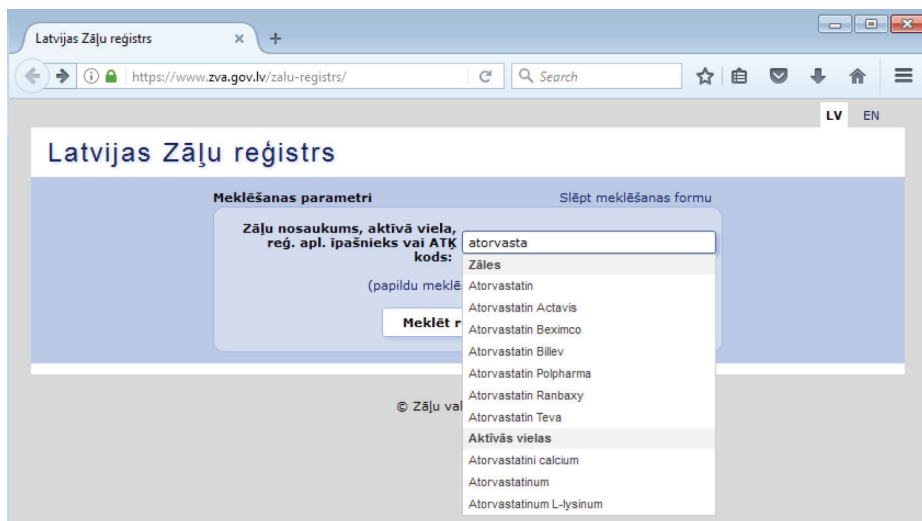 Latvijas Zāļu reģistrs
https://www.zva.gov.lv/zalu-registrs/
Search
LV EN
Latvijas Zāļu reģistrs
Meklēšanas parametri
Slēpt meklēšanas formu
Zāļu nosaukums, aktīvā viela,
reģ. apl. īpašnieks vai ATĶ
kods:
atorvasta
Zāles
(papildu meklē
Atorvastatin
Atorvastatin Actavis
Meklēt r
Atorvastatin Beximco
Atorvastatin Billev
Atorvastatin Polpharma
Atorvastatin Ranbaxy
© Zāļu val
Atorvastatin Teva
Aktīvās vielas
Atorvastatini calcium
Atorvastatinum
Atorvastatinum L-lysinum